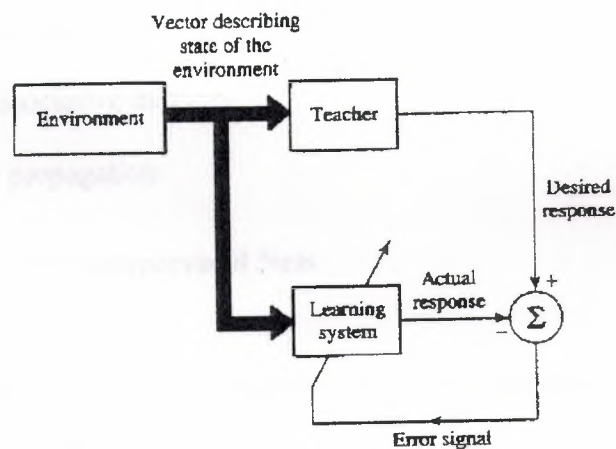 Vector describing
state of the
environment
Environment
Teacher
Desired
response
+
Learning
system
Actual
response
−
Σ
Error signal